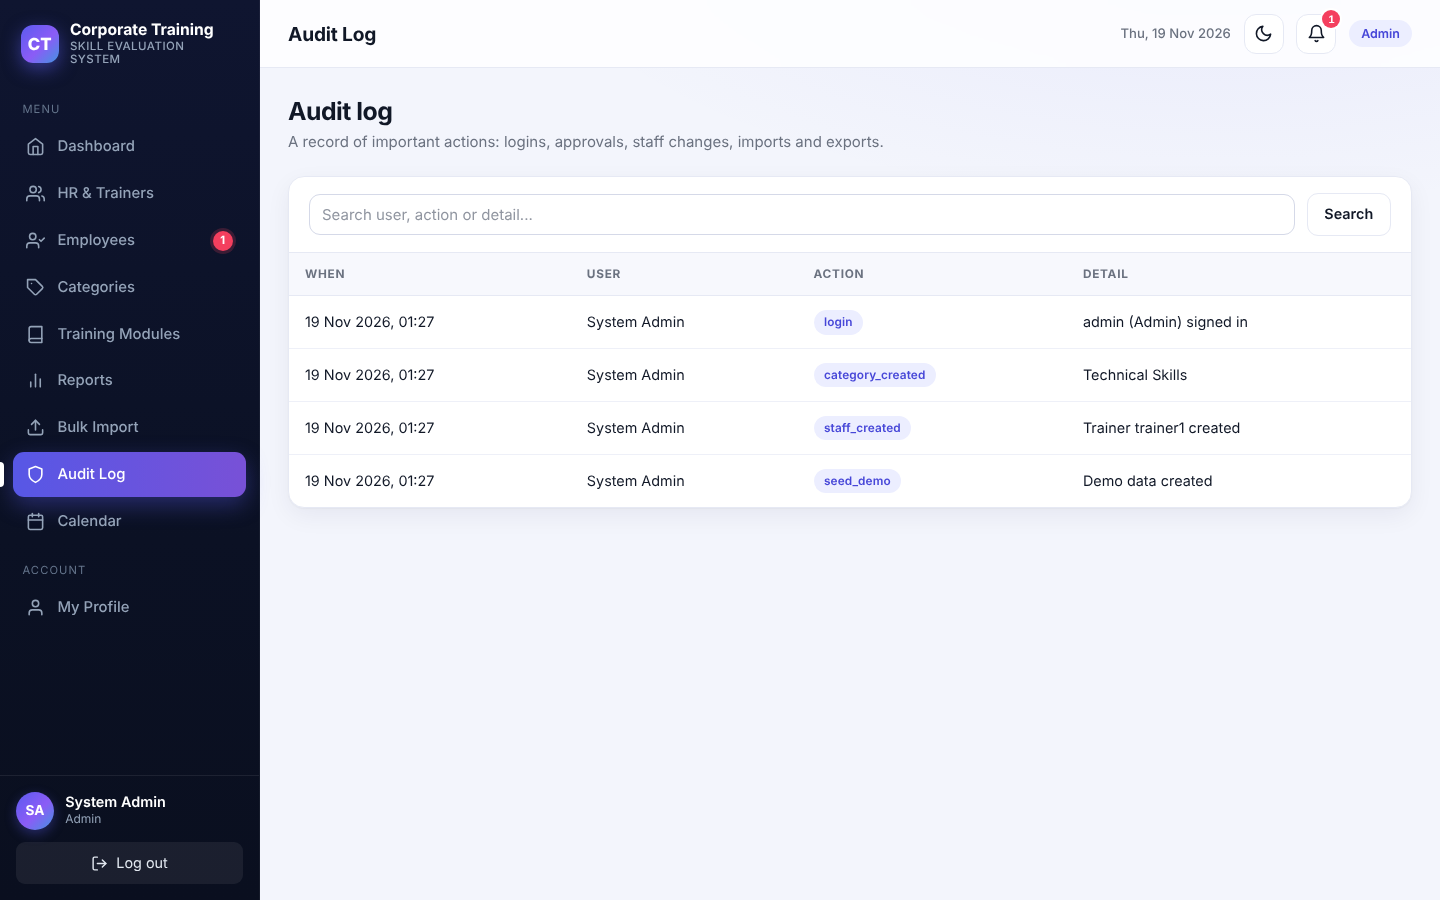 CT
Corporate Training
SKILL EVALUATION
SYSTEM
MENU
Dashboard
HR & Trainers
Employees 1
Categories
Training Modules
Reports
Bulk Import
Audit Log
Calendar
ACCOUNT
My Profile
SA
System Admin
Admin
Log out
Audit Log
Thu, 19 Nov 2026
1
Admin
Audit log
A record of important actions: logins, approvals, staff changes, imports and exports.
Search user, action or detail... Search
WHEN USER ACTION DETAIL
19 Nov 2026, 01:27 System Admin login admin (Admin) signed in
19 Nov 2026, 01:27 System Admin category_created Technical Skills
19 Nov 2026, 01:27 System Admin staff_created Trainer trainer1 created
19 Nov 2026, 01:27 System Admin seed_demo Demo data created